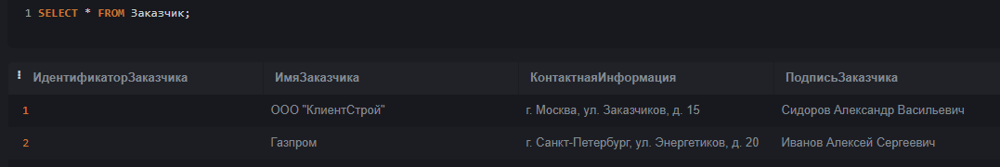 1 SELECT * FROM Заказчик;
ИдентификаторЗаказчика ИмяЗаказчика КонтактнаяИнформация ПодписьЗаказчика
1 ООО "КлиентСтрой" г. Москва, ул. Заказчиков, д. 15 Сидоров Александр Васильевич
2 Газпром г. Санкт-Петербург, ул. Энергетиков, д. 20 Иванов Алексей Сергеевич